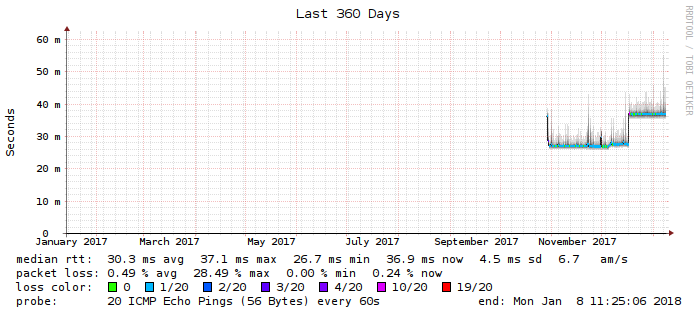 Last 360 Days
RRDTOOL / TOBI OETIKER
60 m
50 m
40 m
30 m
20 m
10 m
0
Seconds
January 2017 March 2017 May 2017 July 2017 September 2017 November 2017
median rtt: 30.3 ms avg 37.1 ms max 26.7 ms min 36.9 ms now 4.5 ms sd 6.7 am/s
packet loss: 0.49 % avg 28.49 % max 0.00 % min 0.24 % now
loss color: 0 1/20 2/20 3/20 4/20 10/20 19/20
probe: 20 ICMP Echo Pings (56 Bytes) every 60s end: Mon Jan 8 11:25:06 2018